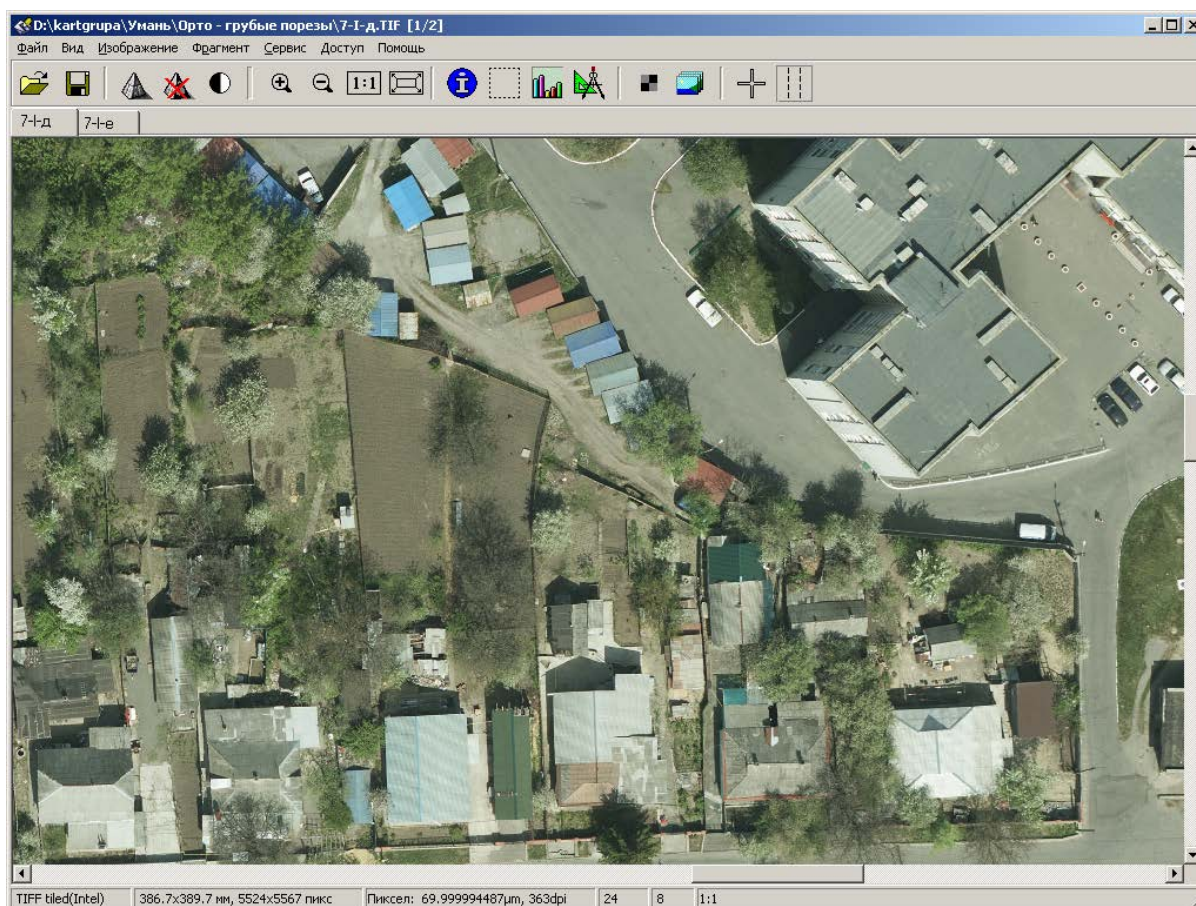 D:\kartgrupa\Умань\Орто - грубые порезы\7-I-д.TIF [1/2]
Файл Вид Изображение Фрагмент Сервис Доступ Помощь
1:1
7-I-д 7-I-е
TIFF tiled(Intel) 386.7x389.7 мм, 5524x5567 пикс Пиксел: 69.999994487µm, 363dpi 24 8 1:1